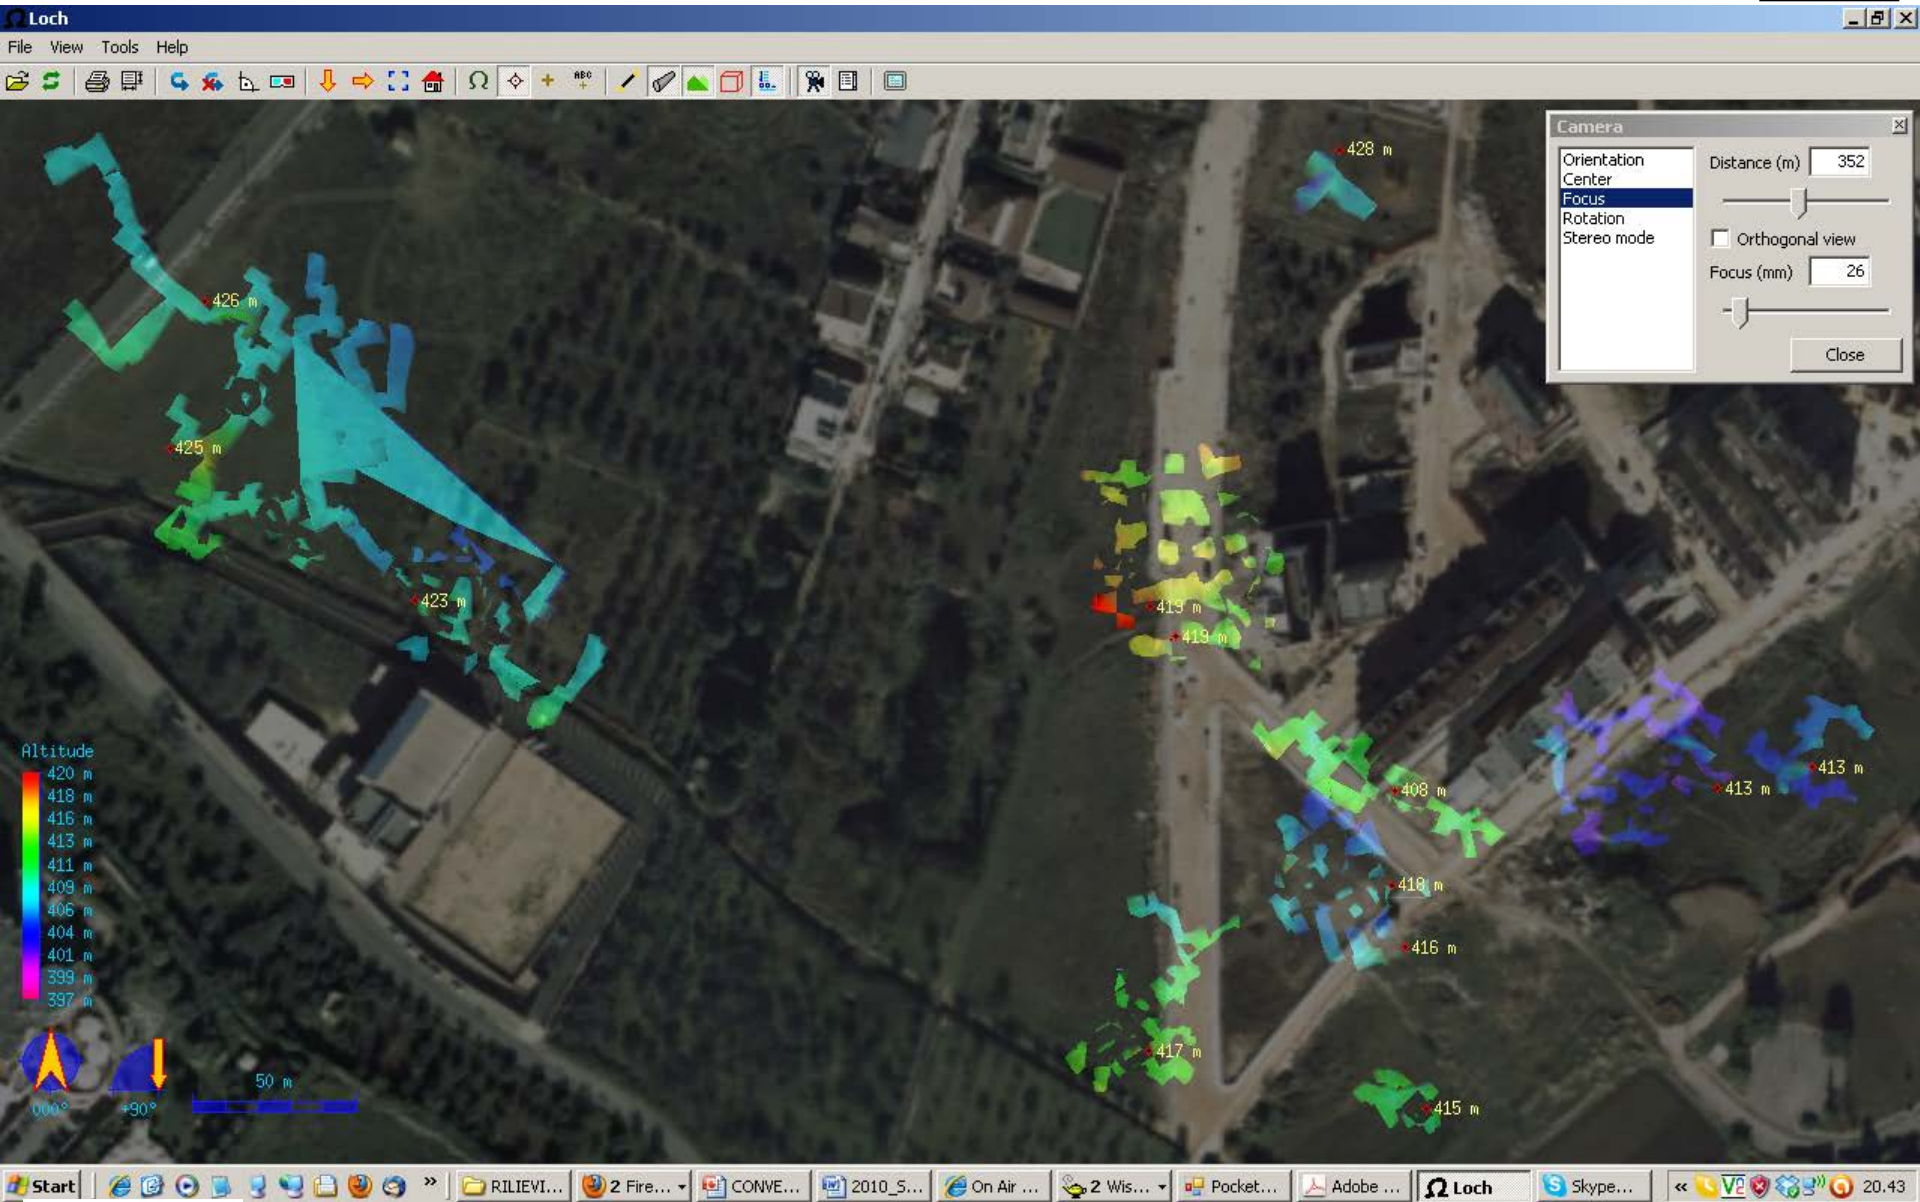 Loch
File View Tools Help
ABC
Camera
Orientation
Center
Focus
Rotation
Stereo mode
Distance (m) 352
Orthogonal view
Focus (mm) 26
Close
428 m
426 m
425 m
423 m
419 m
419 m
408 m
413 m
413 m
418 m
416 m
417 m
415 m
Altitude
420 m
418 m
416 m
413 m
411 m
409 m
406 m
404 m
401 m
399 m
397 m
000°
+90°
50 m
Start
»
RILIEVI...
2 Fire...
CONVE...
2010_S...
On Air ...
2 Wis...
Pocket...
Adobe ...
Loch
Skype...
«
20.43